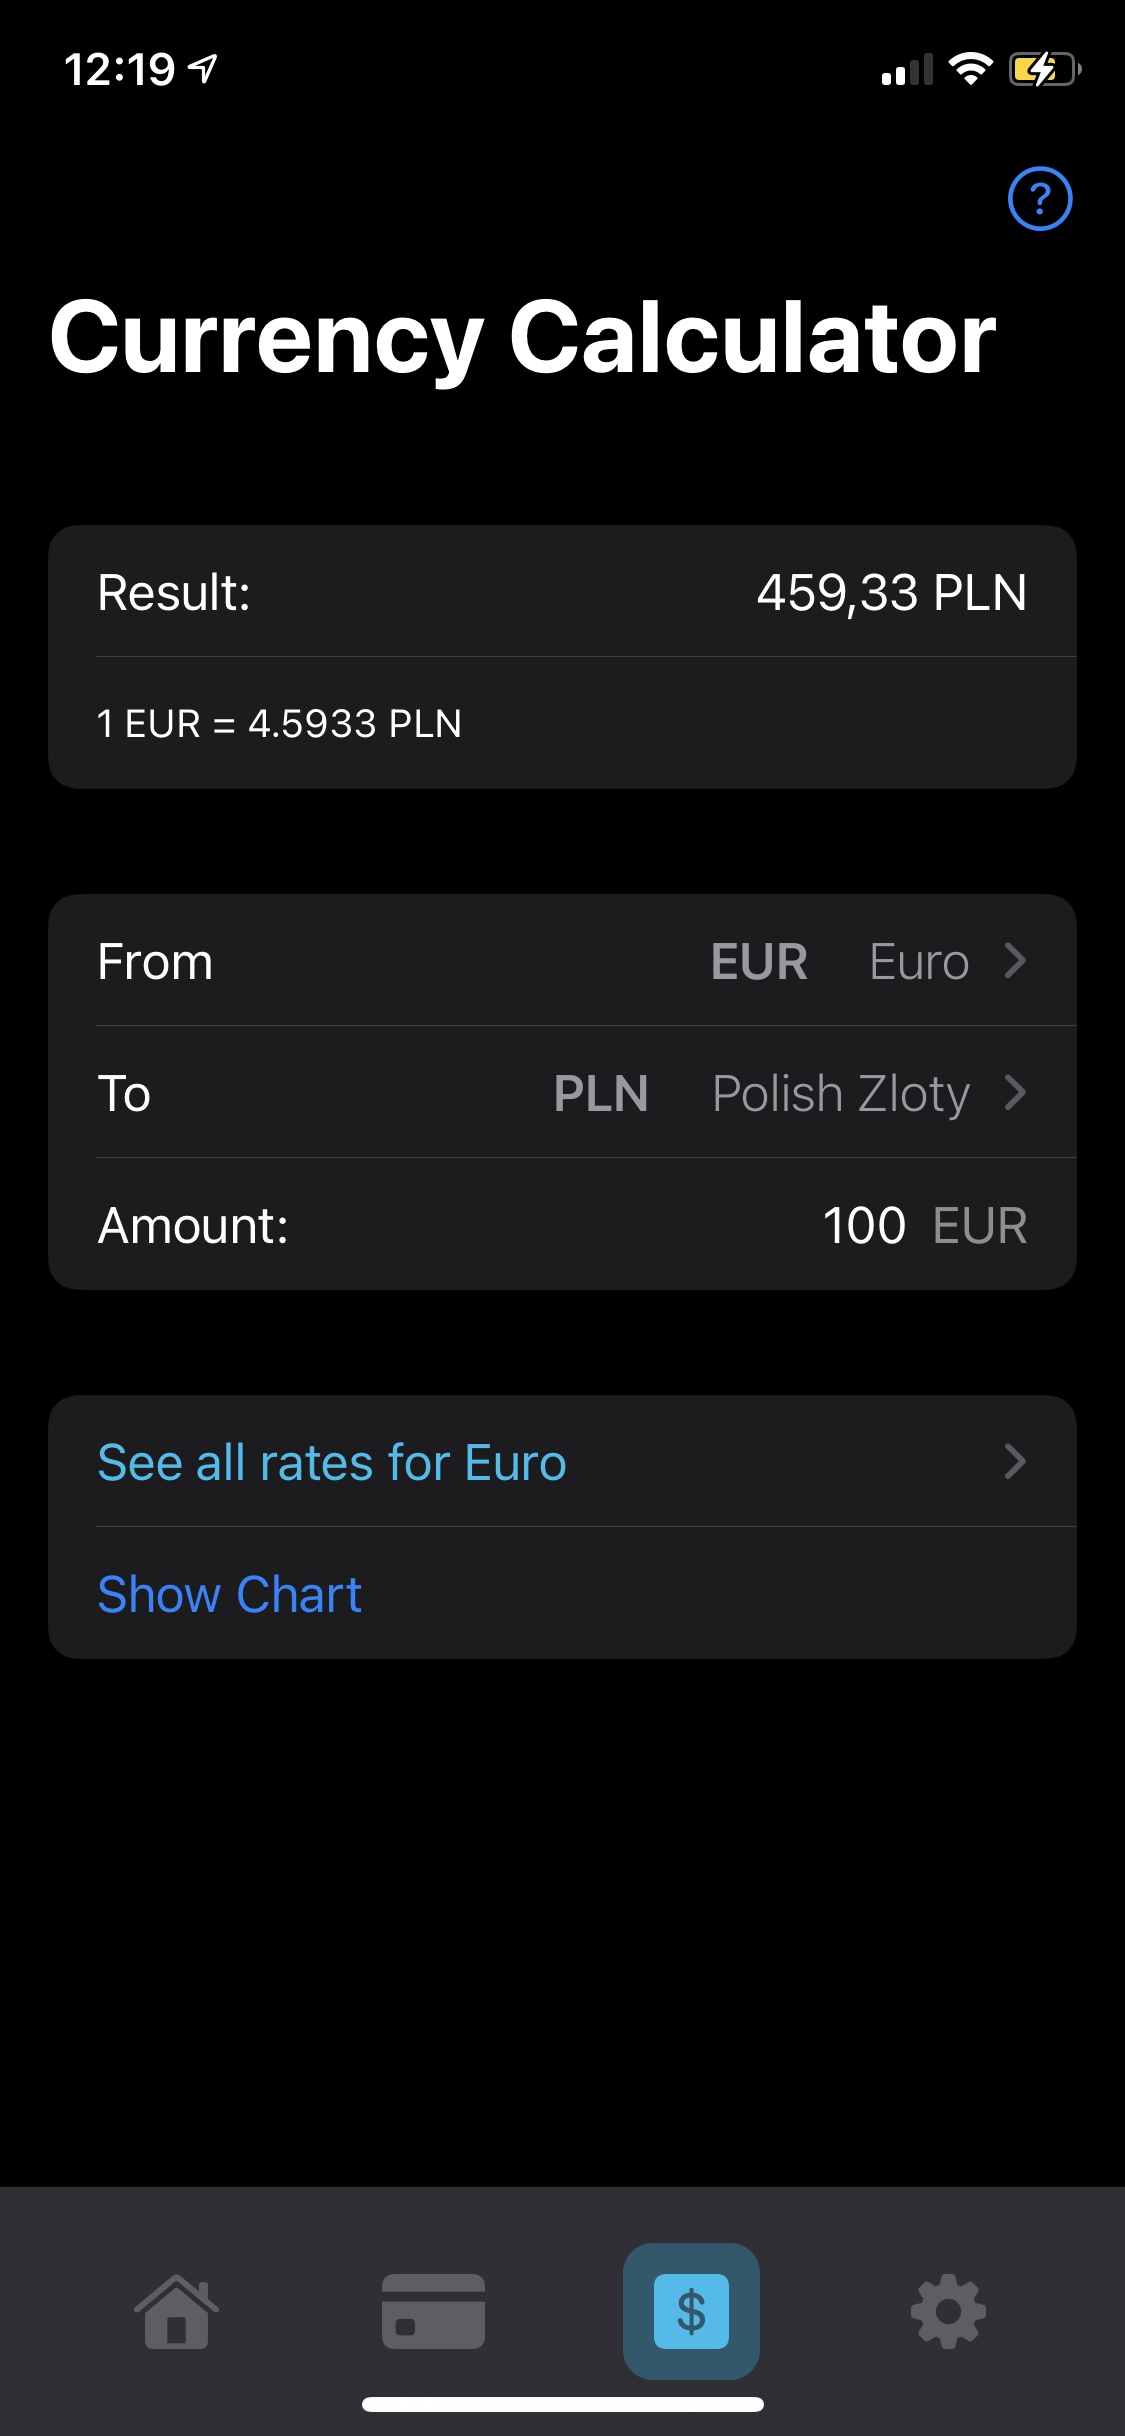 12:19
?
Currency Calculator
Result: 459,33 PLN
1 EUR = 4.5933 PLN
From EUR Euro
To PLN Polish Zloty
Amount: 100 EUR
See all rates for Euro
Show Chart
$